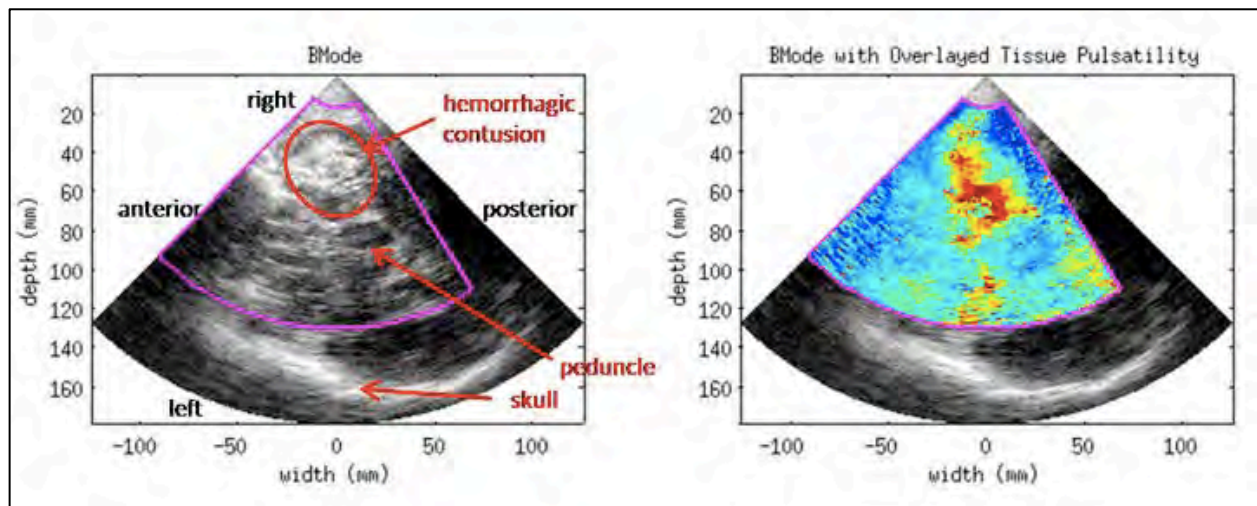 BMode
right
hemorrhagic
contusion
anterior
posterior
peduncle
skull
left
20
40
60
80
100
120
140
160
depth (mm)
-100
-50
0
50
100
width (mm)
BMode with Overlayed Tissue Pulsatility
20
40
60
80
100
120
140
160
depth (mm)
-100
-50
0
50
100
width (mm)